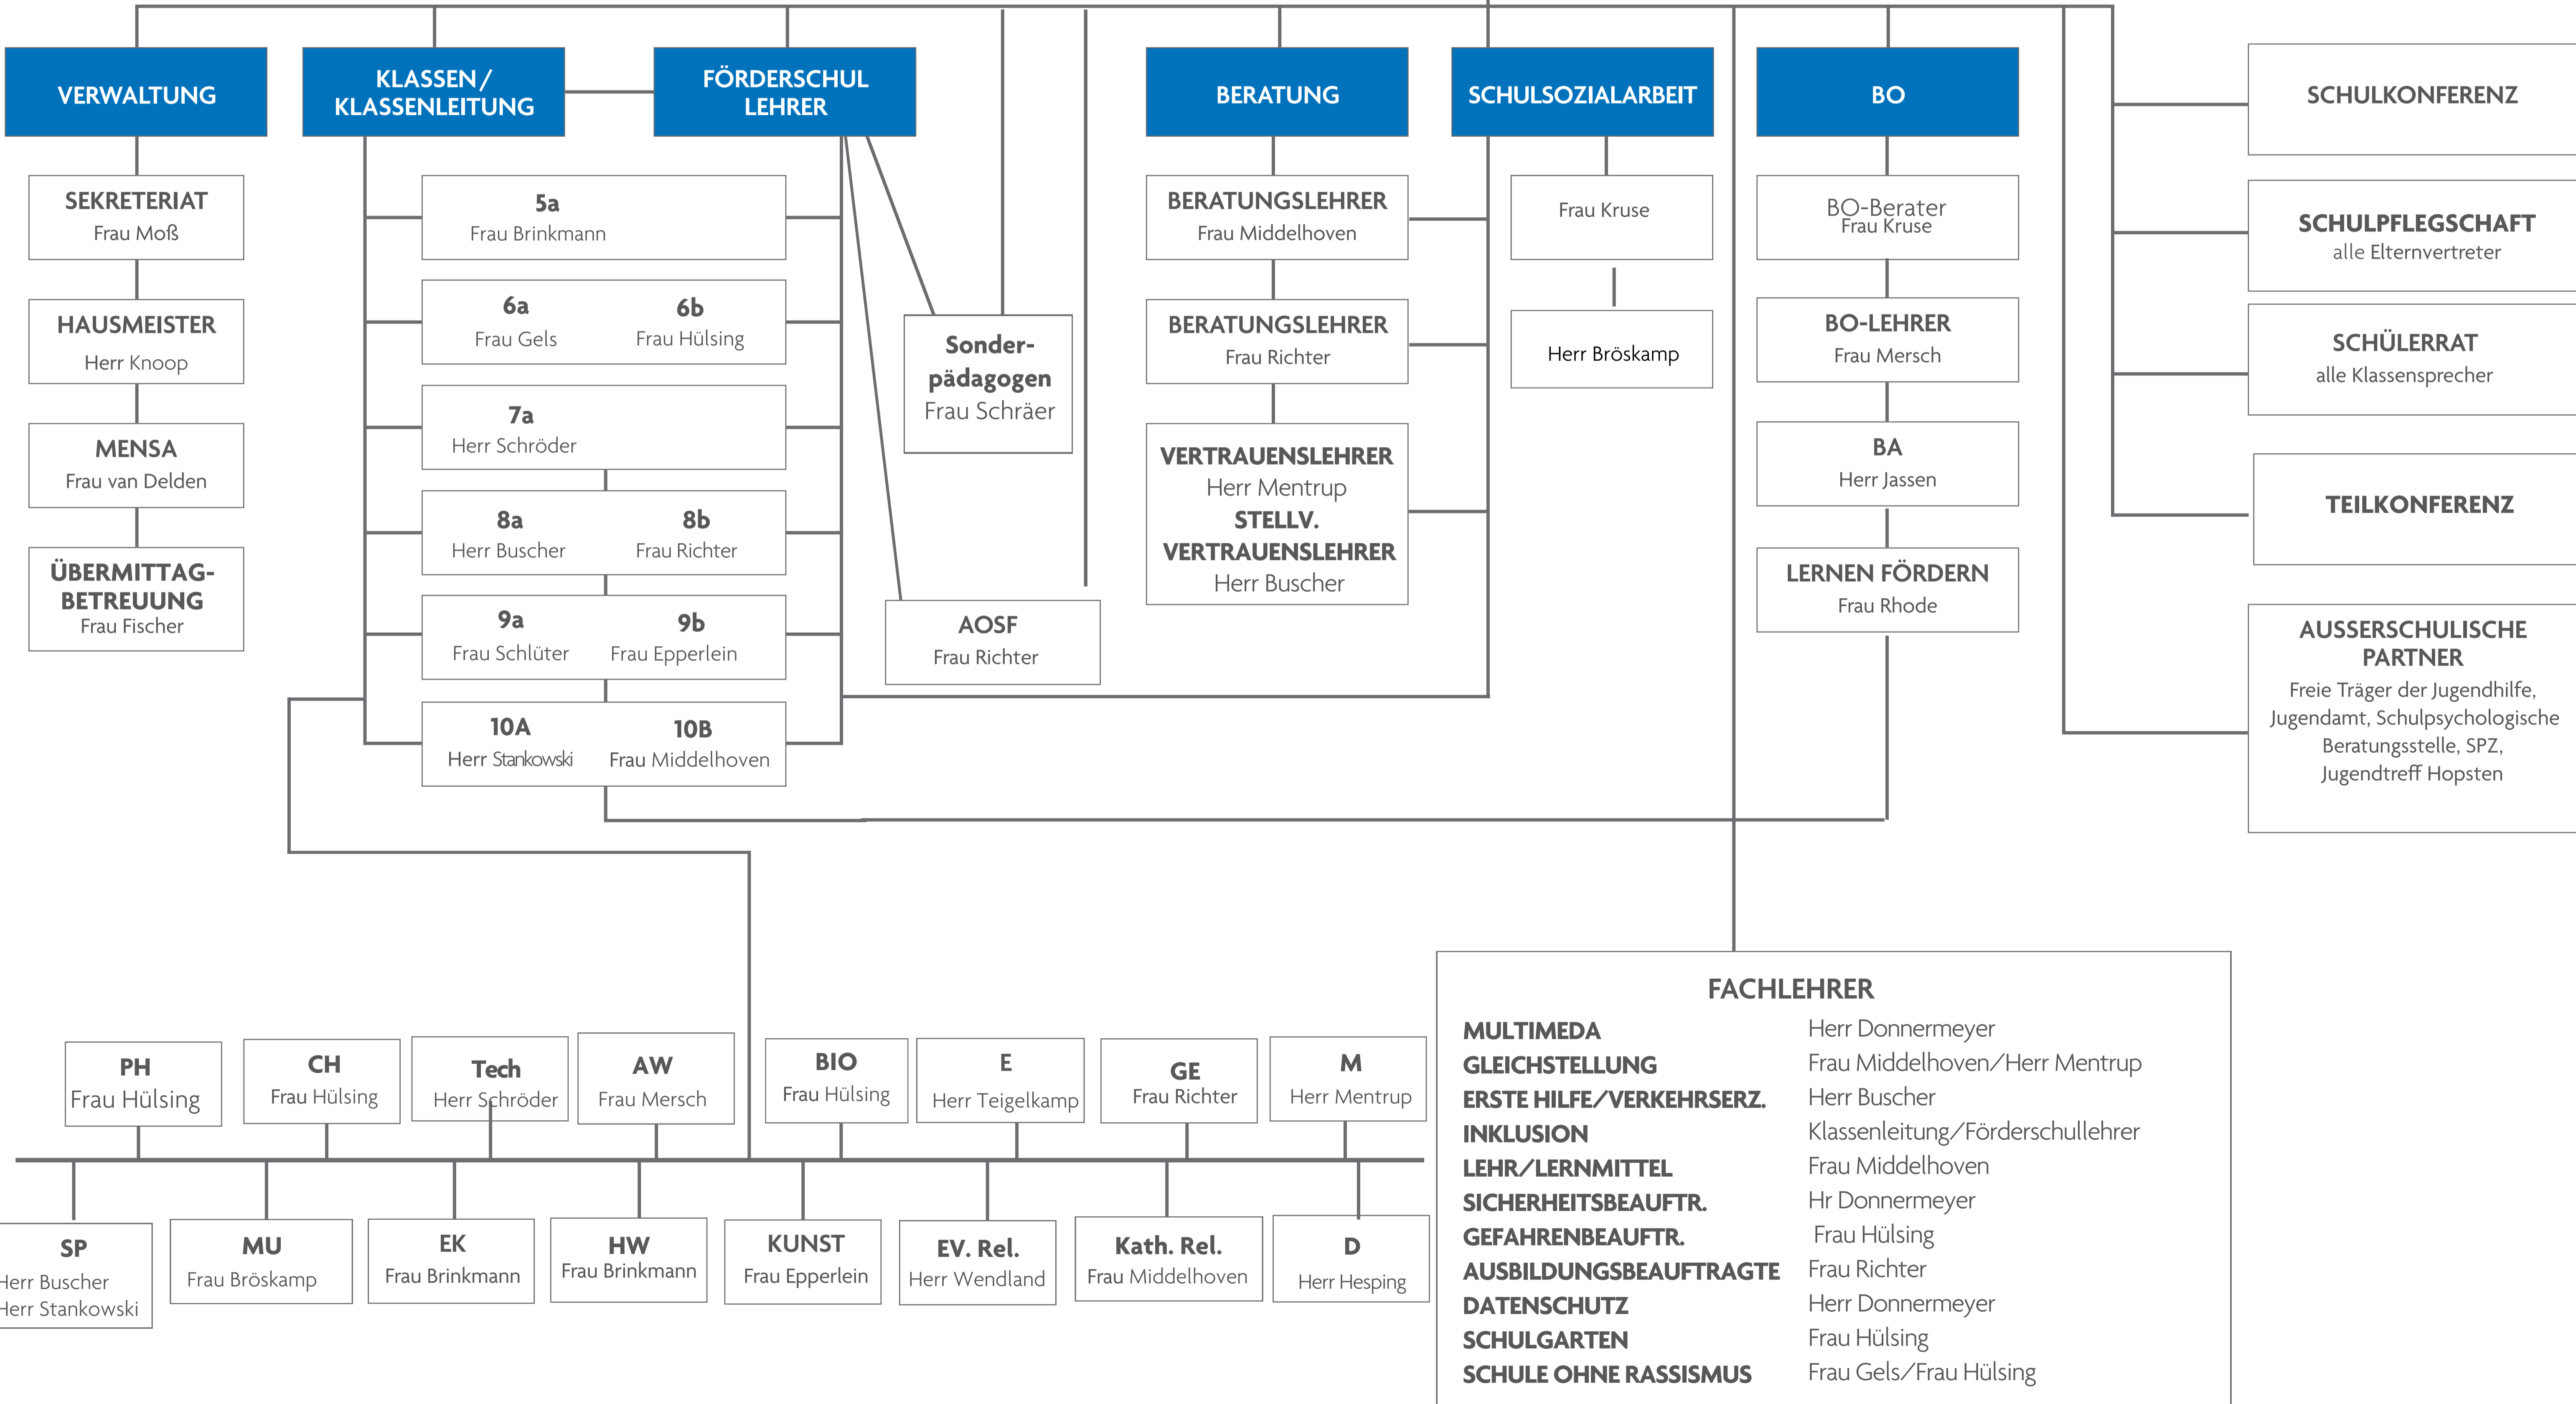 VERWALTUNG
KLASSEN /
KLASSENLEITUNG
FÖRDERSCHUL
LEHRER
BERATUNG
SCHULSOZIALARBEIT
BO
SCHULKONFERENZ
SEKRETERIAT
Frau Moß
HAUSMEISTER
Herr Knoop
MENSA
Frau van Delden
ÜBERMITTAG-
BETREUUNG
Frau Fischer
5a
Frau Brinkmann
6a 6b
Frau Gels Frau Hülsing
7a
Herr Schröder
8a 8b
Herr Buscher Frau Richter
9a 9b
Frau Schlüter Frau Epperlein
10A 10B
Herr Stankowski Frau Middelhoven
Sonder-
pädagogen
Frau Schräer
AOSF
Frau Richter
BERATUNGSLEHRER
Frau Middelhoven
BERATUNGSLEHRER
Frau Richter
VERTRAUENSLEHRER
Herr Mentrup
STELLV.
VERTRAUENSLEHRER
Herr Buscher
Frau Kruse
Herr Bröskamp
BO-Berater
Frau Kruse
BO-LEHRER
Frau Mersch
BA
Herr Jassen
LERNEN FÖRDERN
Frau Rhode
SCHULPFLEGSCHAFT
alle Elternvertreter
SCHÜLERRAT
alle Klassensprecher
TEILKONFERENZ
AUSSERSCHULISCHE
PARTNER
Freie Träger der Jugendhilfe,
Jugendamt, Schulpsychologische
Beratungsstelle, SPZ,
Jugendtreff Hopsten
PH
Frau Hülsing
CH
Frau Hülsing
Tech
Herr Schröder
AW
Frau Mersch
BIO
Frau Hülsing
E
Herr Teigelkamp
GE
Frau Richter
M
Herr Mentrup
SP
Herr Buscher
Herr Stankowski
MU
Frau Bröskamp
EK
Frau Brinkmann
HW
Frau Brinkmann
KUNST
Frau Epperlein
EV. Rel.
Herr Wendland
Kath. Rel.
Frau Middelhoven
D
Herr Hesping
FACHLEHRER
MULTIMEDA Herr Donnermeyer
GLEICHSTELLUNG Frau Middelhoven/Herr Mentrup
ERSTE HILFE/VERKEHRSERZ. Herr Buscher
INKLUSION Klassenleitung/Förderschullehrer
LEHR/LERNMITTEL Frau Middelhoven
SICHERHEITSBEAUFTR. Hr Donnermeyer
GEFAHRENBEAUFTR. Frau Hülsing
AUSBILDUNGSBEAUFTRAGTE Frau Richter
DATENSCHUTZ Herr Donnermeyer
SCHULGARTEN Frau Hülsing
SCHULE OHNE RASSISMUS Frau Gels/Frau Hülsing